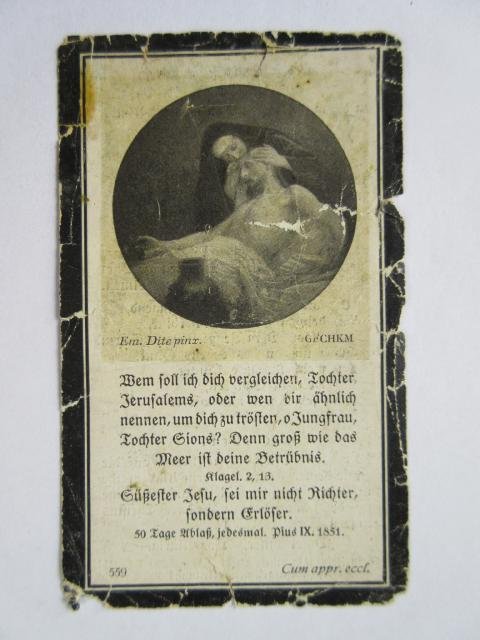 Em. Dite pinx.
GFCHKM
Wem soll ich dich vergleichen, Tochter
Jerusalems, oder wen dir ähnlich
nennen, um dich zu trösten, o Jungfrau,
Tochter Sions? Denn groß wie das
Meer ist deine Betrübnis.
Klagel. 2, 13.
Süßester Jesu, sei mir nicht Richter,
sondern Erlöser.
50 Tage Ablaß, jedesmal. Pius IX. 1851.
559
Cum appr. eccl.